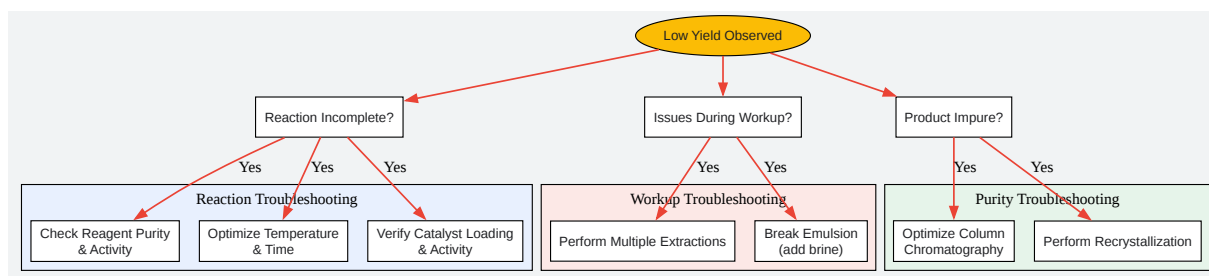 Low Yield Observed
Reaction Incomplete?
Issues During Workup?
Product Impure?
Yes
Yes
Yes
Yes
Yes
Yes
Yes
Reaction Troubleshooting
Workup Troubleshooting
Purity Troubleshooting
Check Reagent Purity
& Activity
Optimize Temperature
& Time
Verify Catalyst Loading
& Activity
Perform Multiple Extractions
Break Emulsion
(add brine)
Optimize Column
Chromatography
Perform Recrystallization